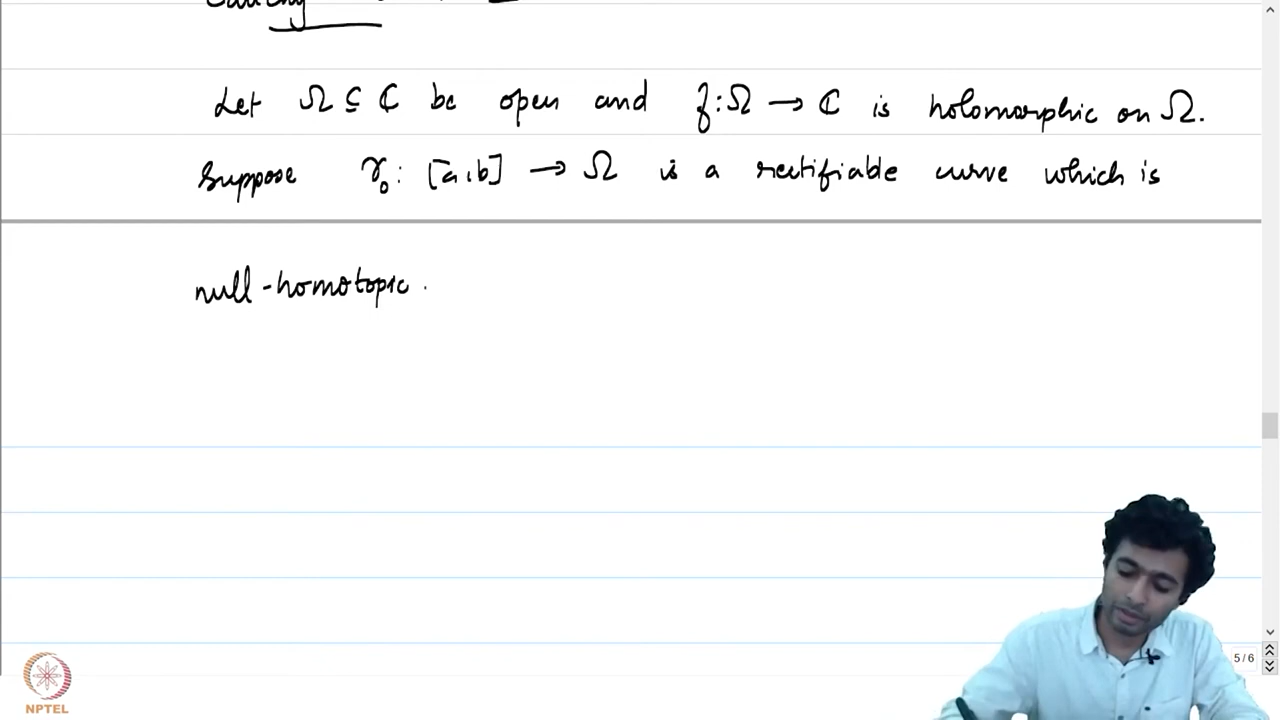 Cauchy
Let Ω ⊆ ℂ be open and f: Ω → ℂ is holomorphic on Ω.
Suppose γ₀: [a,b] → Ω is a rectifiable curve which is
null-homotopic.
5 / 6
NPTEL